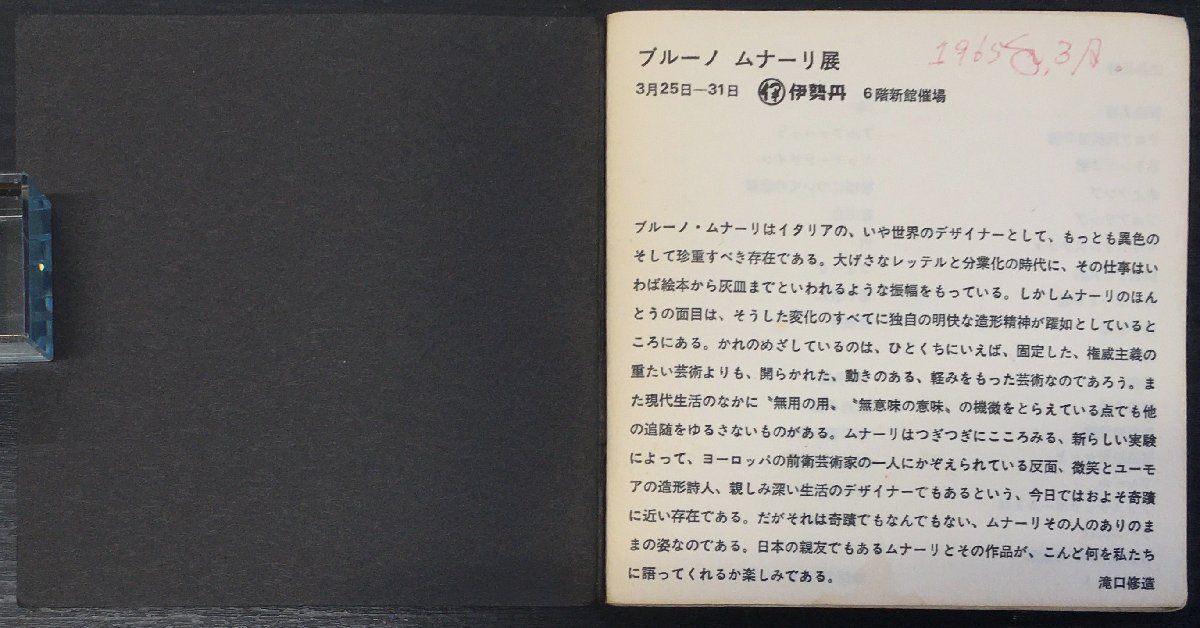 ブルーノ ムナーリ展
1965年.3月.
3月25日—31日 伊 伊勢丹 6階新館催場
ブルーノ・ムナーリはイタリアの、いや世界のデザイナーとして、もっとも異色の
そして珍重すべき存在である。大げさなレッテルと分業化の時代に、その仕事はい
わば絵本から灰皿までといわれるような振幅をもっている。しかしムナーリのほん
とうの面目は、そうした変化のすべてに独自の明快な造形精神が躍如としていると
ころにある。かれのめざしているのは、ひとくちにいえば、固定した、権威主義の
重たい芸術よりも、開らかれた、動きのある、軽みをもった芸術なのであろう。ま
た現代生活のなかに〝無用の用〟〝無意味の意味〟の機微をとらえている点でも他
の追随をゆるさないものがある。ムナーリはつぎつぎにこころみる、新らしい実験
によって、ヨーロッパの前衛芸術家の一人にかぞえられている反面、微笑とユーモ
アの造形詩人、親しみ深い生活のデザイナーでもあるという、今日ではおよそ奇蹟
に近い存在である。だがそれは奇蹟でもなんでもない、ムナーリその人のありのま
まの姿なのである。日本の親友でもあるムナーリとその作品が、こんど何を私たち
に語ってくれるか楽しみである。 滝口修造